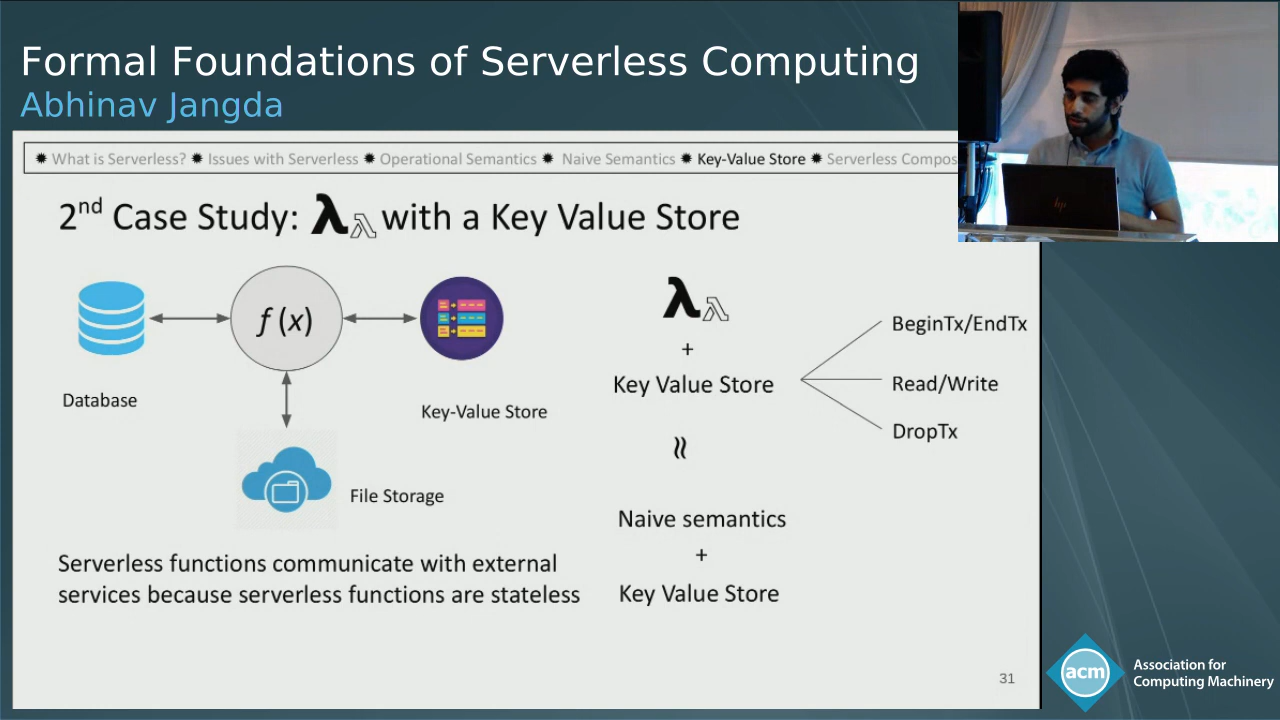 Formal Foundations of Serverless Computing
Abhinav Jangda
✹ What is Serverless? ✹ Issues with Serverless ✹ Operational Semantics ✹ Naive Semantics ✹ Key-Value Store ✹ Serverless Compos
2nd Case Study: λλ with a Key Value Store
f (x)
Database
Key-Value Store
File Storage
Serverless functions communicate with external
services because serverless functions are stateless
λλ
+
Key Value Store
BeginTx/EndTx
Read/Write
DropTx
≈
Naive semantics
+
Key Value Store
31
hp
acm
Association for
Computing Machinery